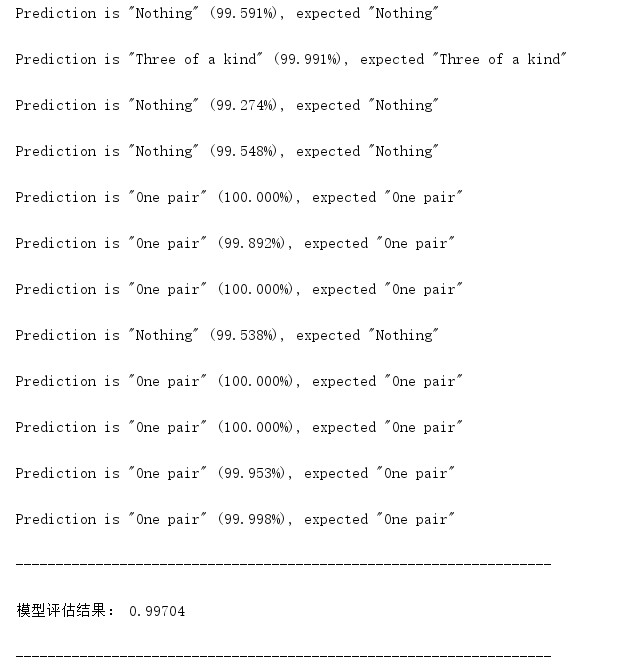 Prediction is "Nothing" (99.591%), expected "Nothing"
Prediction is "Three of a kind" (99.991%), expected "Three of a kind"
Prediction is "Nothing" (99.274%), expected "Nothing"
Prediction is "Nothing" (99.548%), expected "Nothing"
Prediction is "One pair" (100.000%), expected "One pair"
Prediction is "One pair" (99.892%), expected "One pair"
Prediction is "One pair" (100.000%), expected "One pair"
Prediction is "Nothing" (99.538%), expected "Nothing"
Prediction is "One pair" (100.000%), expected "One pair"
Prediction is "One pair" (100.000%), expected "One pair"
Prediction is "One pair" (99.953%), expected "One pair"
Prediction is "One pair" (99.998%), expected "One pair"
-------------------------------------------------------------------
模型评估结果： 0.99704
-------------------------------------------------------------------